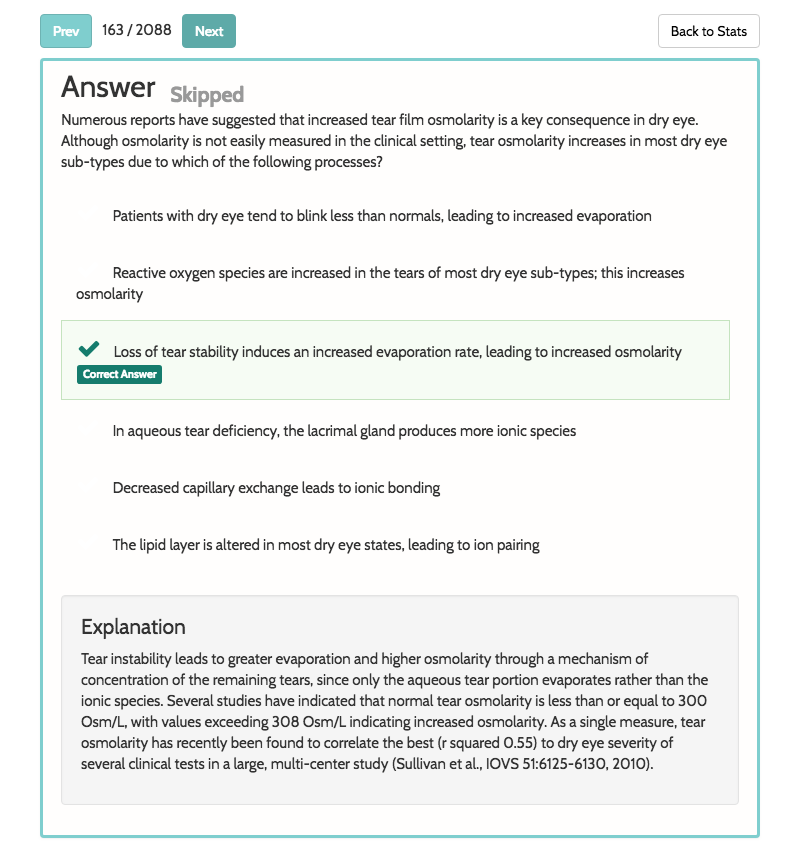 Prev 163 / 2088 Next Back to Stats
Answer Skipped
Numerous reports have suggested that increased tear film osmolarity is a key consequence in dry eye.
Although osmolarity is not easily measured in the clinical setting, tear osmolarity increases in most dry eye
sub-types due to which of the following processes?
Patients with dry eye tend to blink less than normals, leading to increased evaporation
Reactive oxygen species are increased in the tears of most dry eye sub-types; this increases
osmolarity
Loss of tear stability induces an increased evaporation rate, leading to increased osmolarity
Correct Answer
In aqueous tear deficiency, the lacrimal gland produces more ionic species
Decreased capillary exchange leads to ionic bonding
The lipid layer is altered in most dry eye states, leading to ion pairing
Explanation
Tear instability leads to greater evaporation and higher osmolarity through a mechanism of
concentration of the remaining tears, since only the aqueous tear portion evaporates rather than the
ionic species. Several studies have indicated that normal tear osmolarity is less than or equal to 300
Osm/L, with values exceeding 308 Osm/L indicating increased osmolarity. As a single measure, tear
osmolarity has recently been found to correlate the best (r squared 0.55) to dry eye severity of
several clinical tests in a large, multi-center study (Sullivan et al., IOVS 51:6125-6130, 2010).